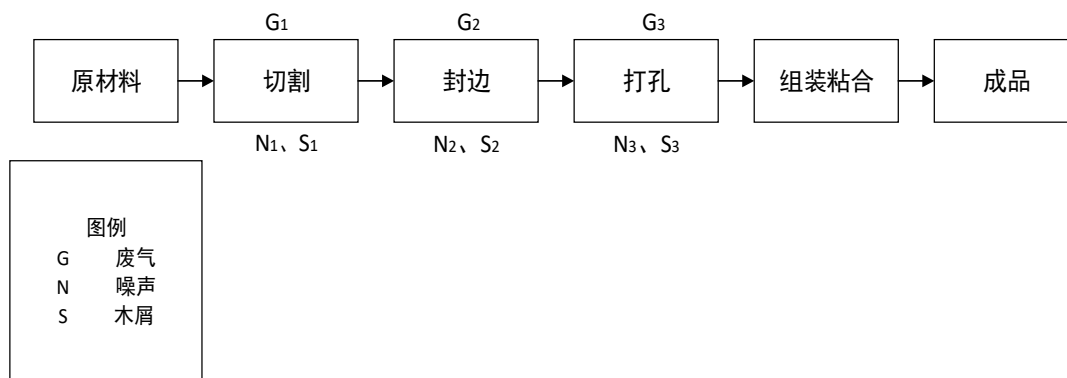 G1 G2 G3
原材料 切割 封边 打孔 组装粘合 成品
N1、S1 N2、S2 N3、S3
图例
G 废气
N 噪声
S 木屑